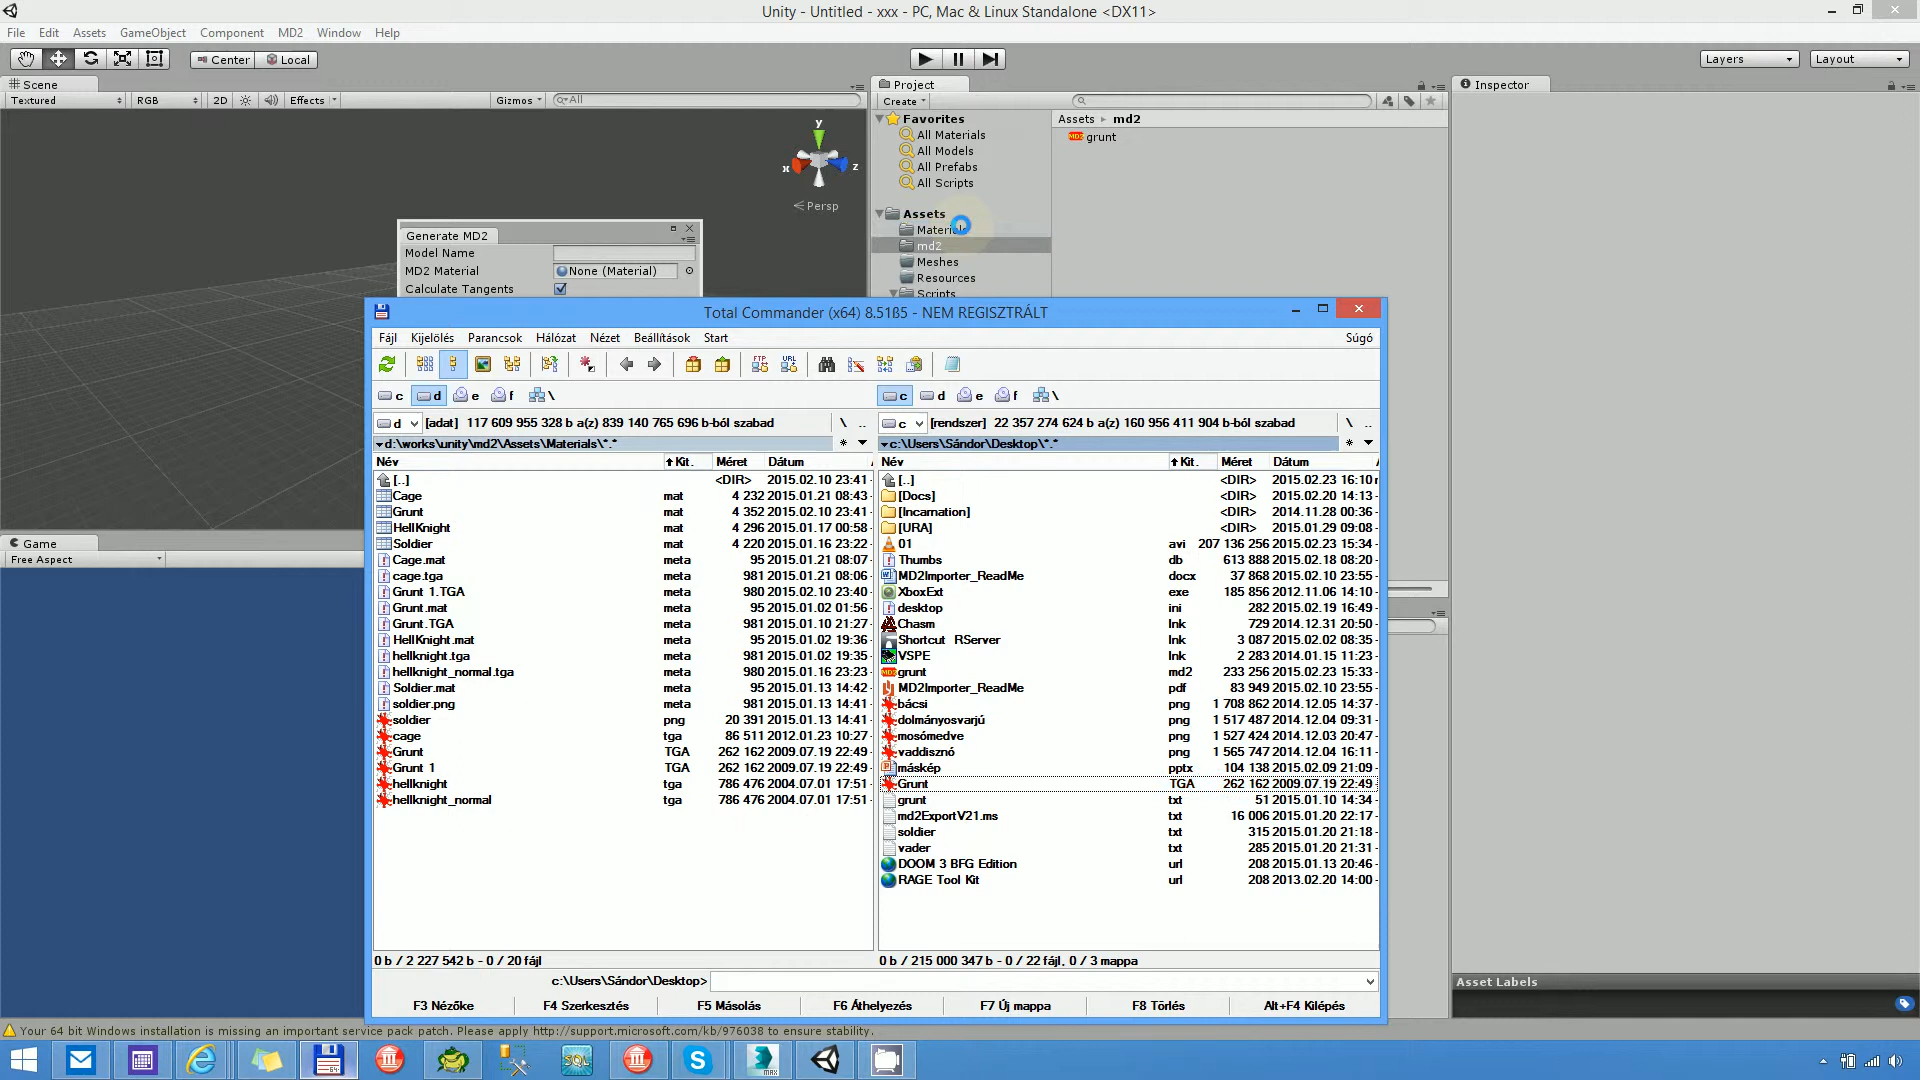 Unity - Untitled - xxx - PC, Mac & Linux Standalone <DX11>
File Edit Assets GameObject Component MD2 Window Help
Center Local Layers Layout
Scene Project Inspector
Textured RGB 2D Effects Gizmos All Create
Favorites Assets md2
All Materials grunt
All Models
All Prefabs
All Scripts
Persp
Assets
Materials
md2
Meshes
Resources
Scripts
Generate MD2
Model Name
MD2 Material None (Material)
Calculate Tangents
Game
Free Aspect
Total Commander (x64) 8.51ß5 - NEM REGISZTRÁLT
Fájl Kijelölés Parancsok Hálózat Nézet Beállítások Start Súgó
FTP URL
c d e f \ c d e f \
d [adat] 117 609 955 328 b a(z) 839 140 765 696 b-ból szabad \ .. c [rendszer] 22 357 274 624 b a(z) 160 956 411 904 b-ból szabad \ ..
d:\works\unity\md2\Assets\Materials\*.* * c:\Users\Sándor\Desktop\*.* *
Név Kit. Méret Dátum Név Kit. Méret Dátum
[..] <DIR> 2015.02.10 23:41 [..] <DIR> 2015.02.23 16:10
Cage mat 4 232 2015.01.21 08:43 [Docs] <DIR> 2015.02.20 14:13
Grunt mat 4 352 2015.02.10 23:41 [Incarnation] <DIR> 2014.11.28 00:36
HellKnight mat 4 296 2015.01.17 00:58 [URA] <DIR> 2015.01.29 09:08
Soldier mat 4 220 2015.01.16 23:22 01 avi 207 136 256 2015.02.23 15:34
Cage.mat meta 95 2015.01.21 08:07 Thumbs db 613 888 2015.02.18 08:20
cage.tga meta 981 2015.01.21 08:06 MD2Importer_ReadMe docx 37 868 2015.02.10 23:55
Grunt 1.TGA meta 980 2015.02.10 23:40 XboxExt exe 185 856 2012.11.06 14:10
Grunt.mat meta 95 2015.01.02 01:56 desktop ini 282 2015.02.19 16:49
Grunt.TGA meta 981 2015.01.10 21:27 Chasm lnk 729 2014.12.31 20:50
HellKnight.mat meta 95 2015.01.02 19:36 Shortcut RServer lnk 3 087 2015.02.02 08:35
hellknight.tga meta 981 2015.01.02 19:35 VSPE lnk 2 283 2014.01.15 11:23
hellknight_normal.tga meta 980 2015.01.16 23:23 grunt md2 233 256 2015.02.23 15:33
Soldier.mat meta 95 2015.01.13 14:42 MD2Importer_ReadMe pdf 83 949 2015.02.10 23:55
soldier.png meta 981 2015.01.13 14:41 bácsi png 1 708 862 2014.12.05 14:37
soldier png 20 391 2015.01.13 14:41 dolmányosvarjú png 1 517 487 2014.12.04 09:31
cage tga 86 511 2012.01.23 10:27 mosómedve png 1 527 424 2014.12.03 20:47
Grunt TGA 262 162 2009.07.19 22:49 vaddisznó png 1 565 747 2014.12.04 16:11
Grunt 1 TGA 262 162 2009.07.19 22:49 máskép pptx 104 138 2015.02.09 21:09
hellknight tga 786 476 2004.07.01 17:51 Grunt TGA 262 162 2009.07.19 22:49
hellknight_normal tga 786 476 2004.07.01 17:51 grunt txt 51 2015.01.10 14:34
md2ExportV21.ms txt 16 006 2015.01.20 22:17
soldier txt 315 2015.01.20 21:18
vader txt 285 2015.01.20 21:31
DOOM 3 BFG Edition url 208 2015.01.13 20:46
RAGE Tool Kit url 208 2013.02.20 14:00
0 b / 2 227 542 b - 0 / 20 fájl 0 b / 215 000 347 b - 0 / 22 fájl, 0 / 3 mappa
c:\Users\Sándor\Desktop>
F3 Nézőke F4 Szerkesztés F5 Másolás F6 Áthelyezés F7 Új mappa F8 Törlés Alt+F4 Kilépés
Asset Labels
Your 64 bit Windows installation is missing an important service pack patch. Please apply http://support.microsoft.com/kb/976038 to ensure stability.